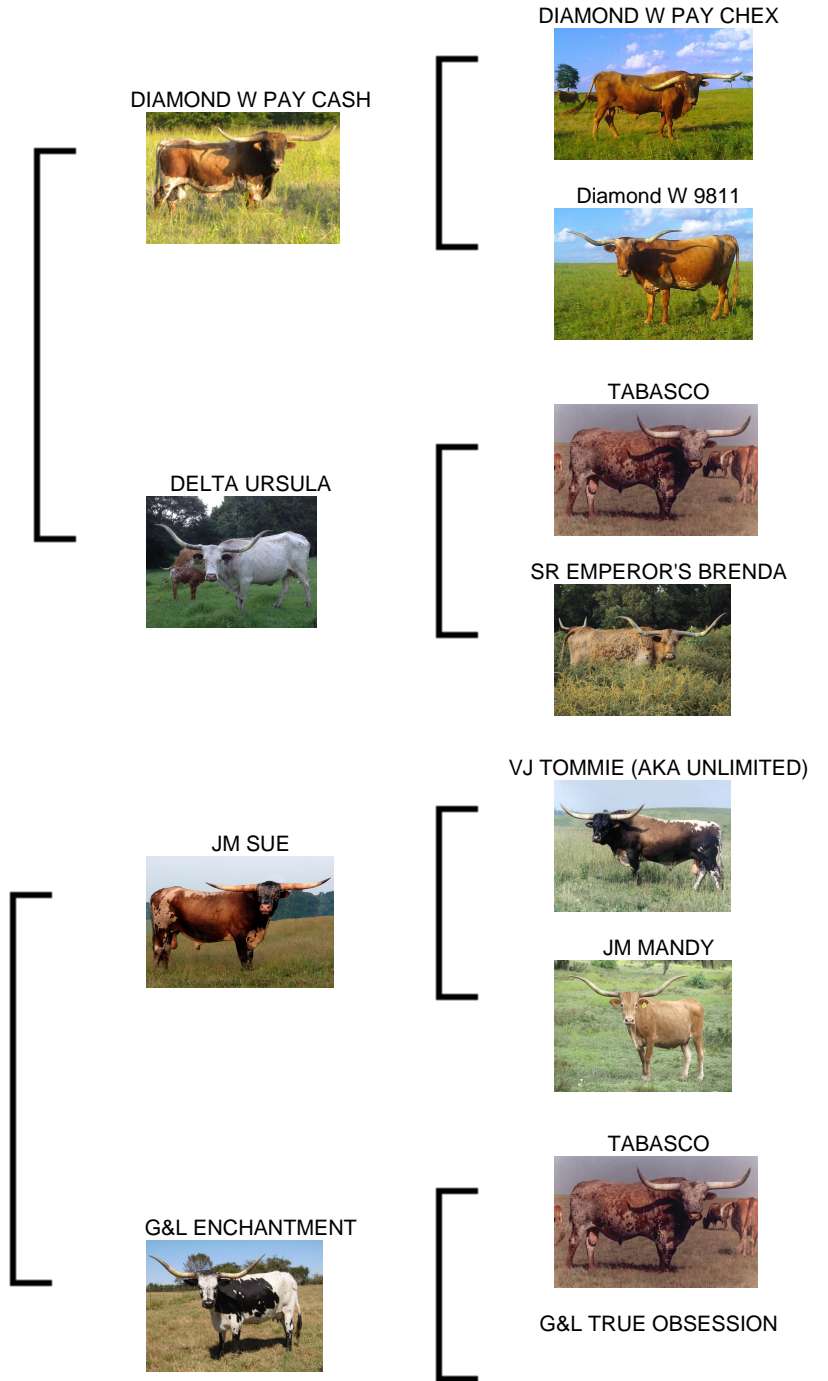 DIAMOND W PAY CHEX
DIAMOND W PAY CASH
Diamond W 9811
TABASCO
DELTA URSULA
SR EMPEROR'S BRENDA
VJ TOMMIE (AKA UNLIMITED)
JM SUE
JM MANDY
TABASCO
G&L ENCHANTMENT
G&L TRUE OBSESSION